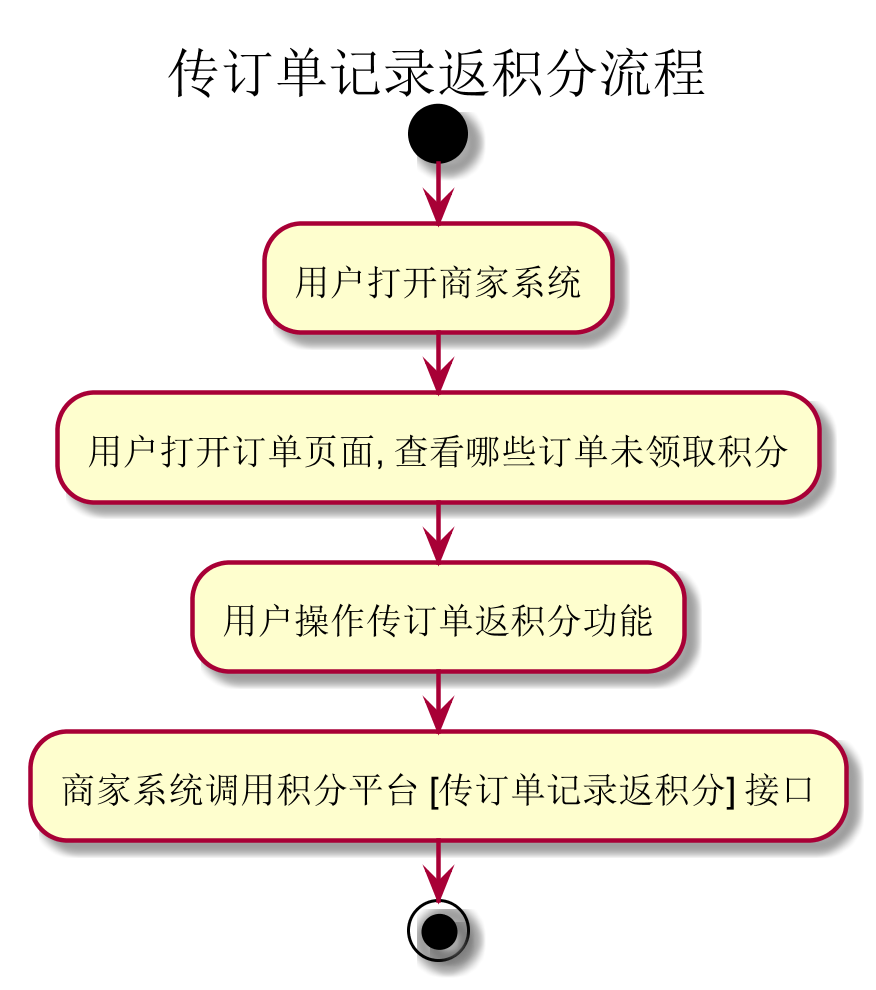 传订单记录返积分流程
用户打开商家系统
用户打开订单页面, 查看哪些订单未领取积分
用户操作传订单返积分功能
商家系统调用积分平台 [传订单记录返积分] 接口